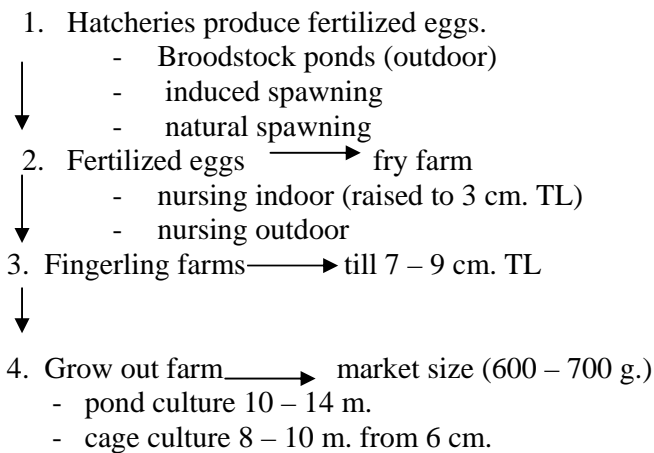 1. Hatcheries produce fertilized eggs.
- Broodstock ponds (outdoor)
- induced spawning
- natural spawning
2. Fertilized eggs fry farm
- nursing indoor (raised to 3 cm. TL)
- nursing outdoor
3. Fingerling farms till 7 – 9 cm. TL
4. Grow out farm market size (600 – 700 g.)
- pond culture 10 – 14 m.
- cage culture 8 – 10 m. from 6 cm.